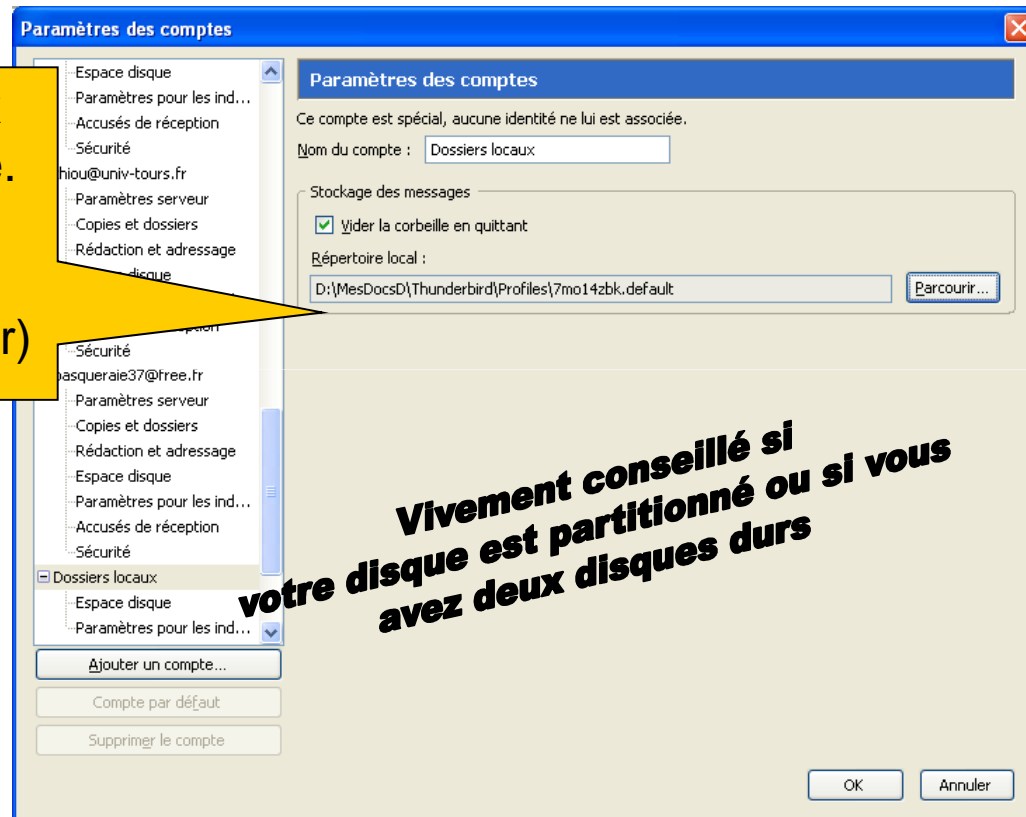 Paramètres des comptes
Espace disque
Paramètres pour les ind...
Accusés de réception
Sécurité
hiou@univ-tours.fr
Paramètres serveur
Copies et dossiers
Rédaction et adressage
disque
Sécurité
asqueraie37@free.fr
Paramètres serveur
Copies et dossiers
Rédaction et adressage
Espace disque
Paramètres pour les ind...
Accusés de réception
Sécurité
Dossiers locaux
Espace disque
Paramètres pour les ind...
Ajouter un compte...
Compte par défaut
Supprimer le compte
e.
r)
Paramètres des comptes
Ce compte est spécial, aucune identité ne lui est associée.
Nom du compte : Dossiers locaux
Stockage des messages
Vider la corbeille en quittant
Répertoire local :
D:\MesDocsD\Thunderbird\Profiles\7mo14zbk.default Parcourir...
Vivement conseillé si
votre disque est partitionné ou si vous
avez deux disques durs
OK Annuler